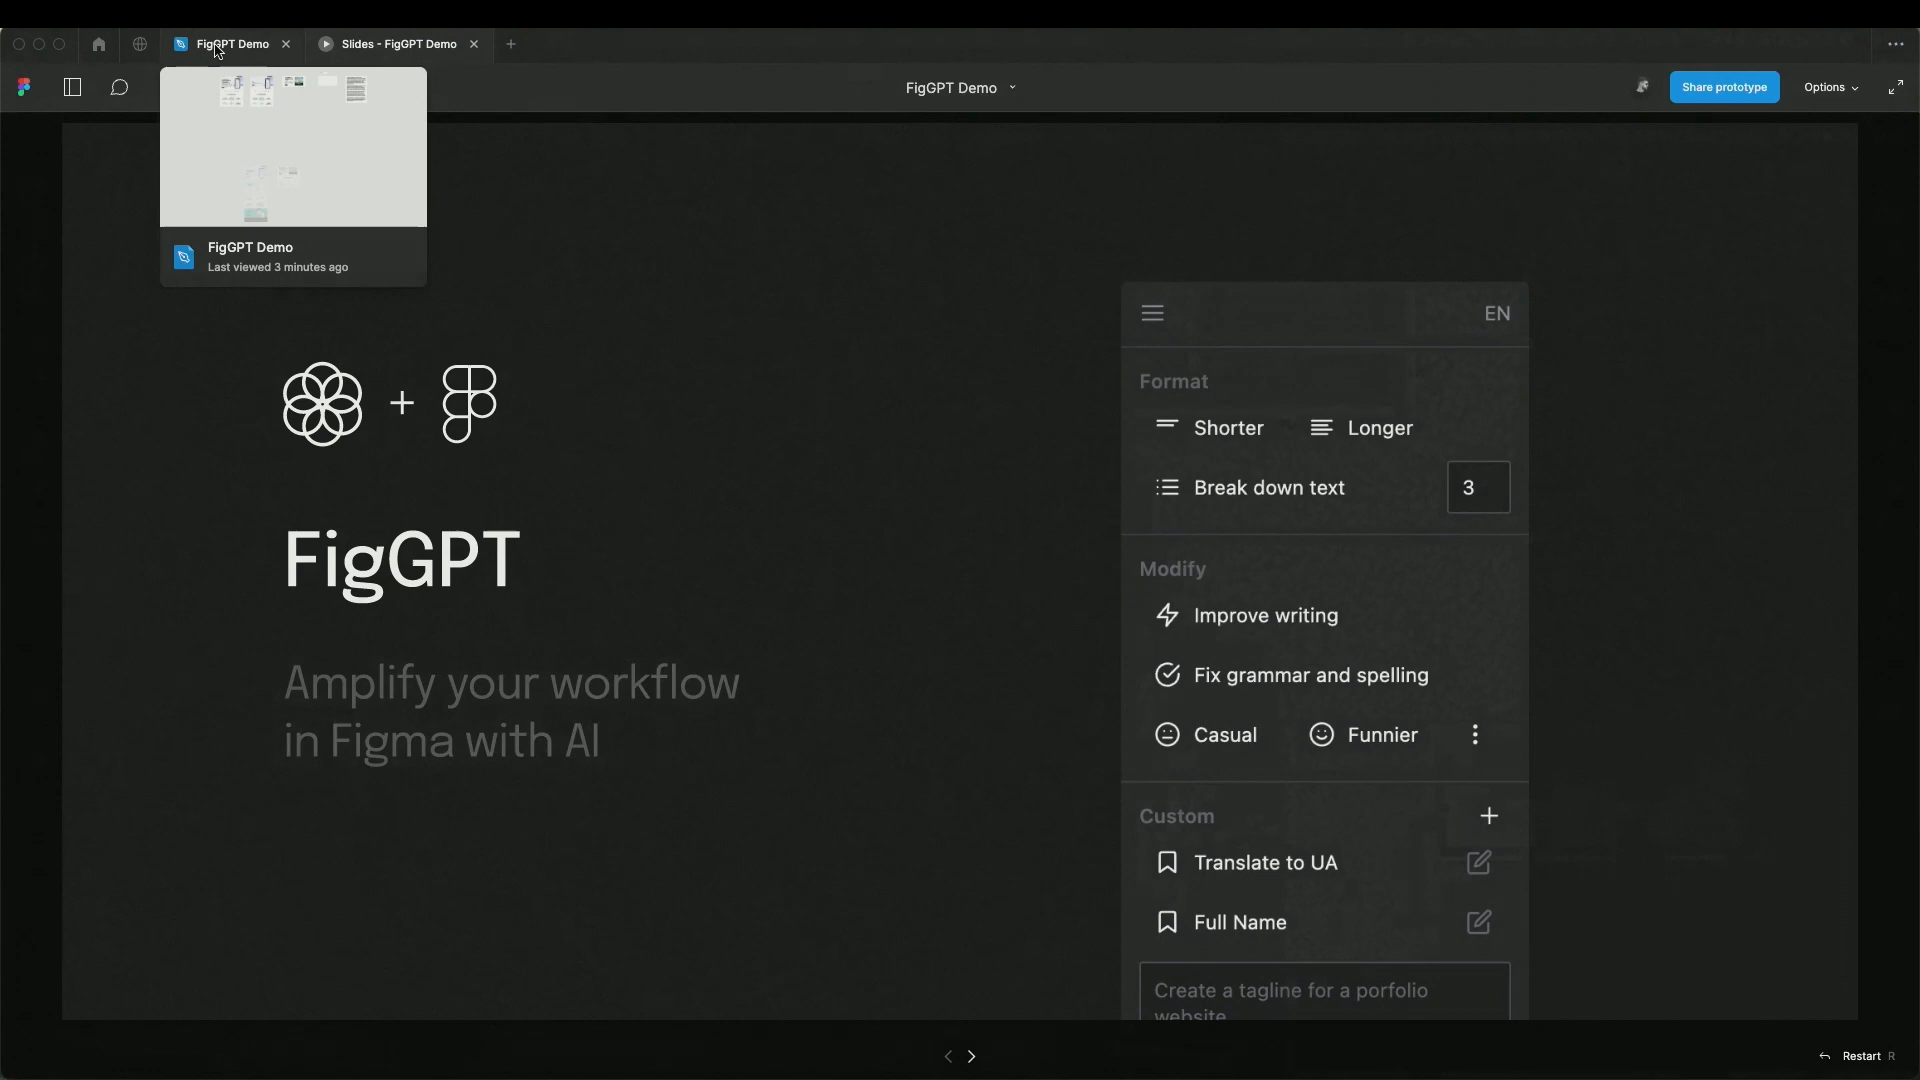 FigGPT Demo
Slides - FigGPT Demo
FigGPT Demo
Share prototype
Options
FigGPT Demo
Last viewed 3 minutes ago
FigGPT
Amplify your workflow
in Figma with AI
EN
Format
Shorter
Longer
Break down text
3
Modify
Improve writing
Fix grammar and spelling
Casual
Funnier
Custom
Translate to UA
Full Name
Create a tagline for a porfolio
website
Restart R